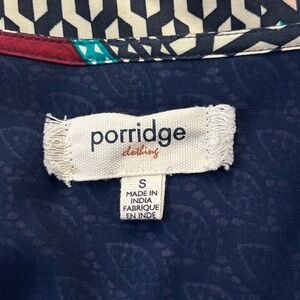 porridge
clothing
S
MADE IN
INDIA
FABRIQUE
EN INDE